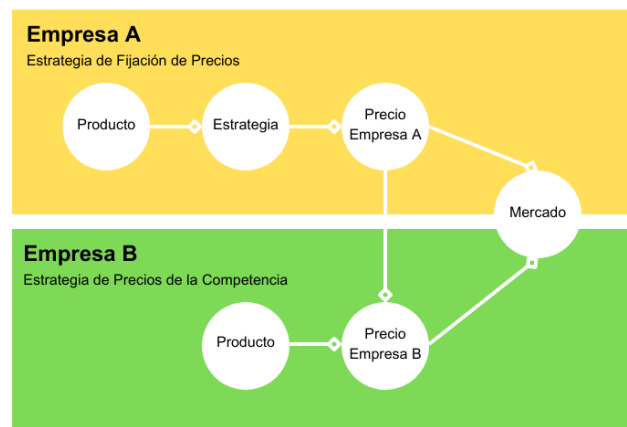 Empresa A
Estrategia de Fijación de Precios
Producto
Estrategia
Precio
Empresa A
Mercado
Empresa B
Estrategia de Precios de la Competencia
Producto
Precio
Empresa B